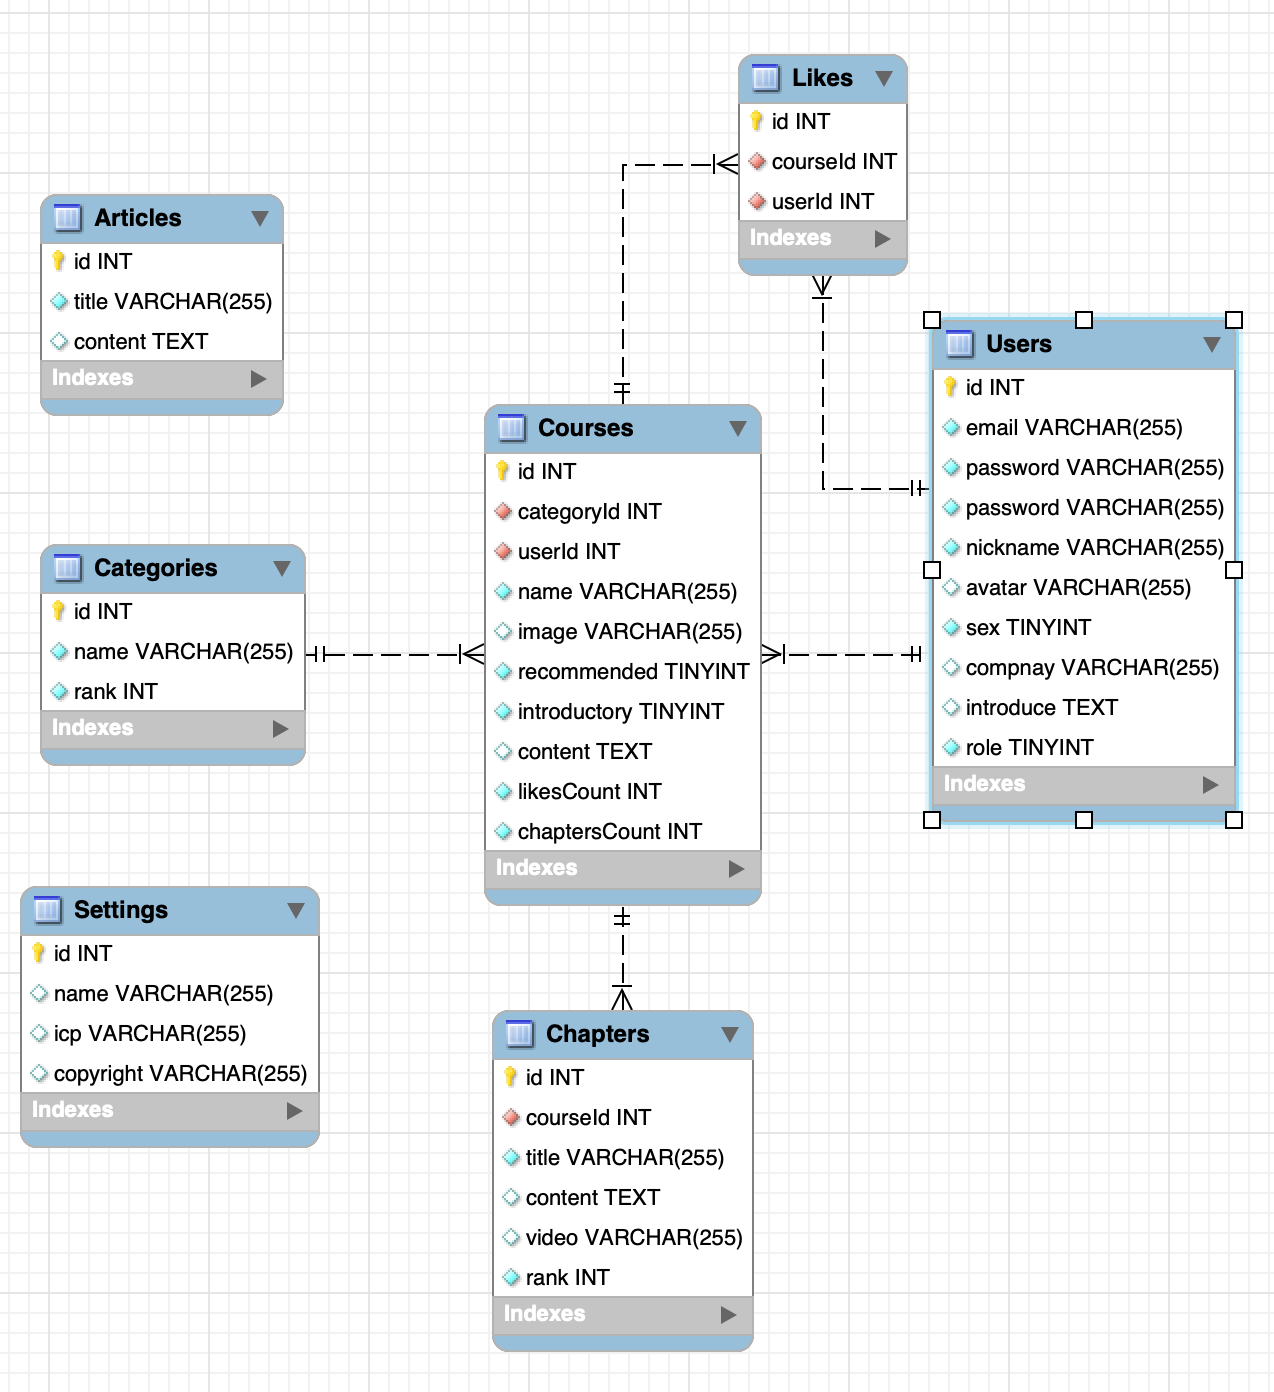 Likes
id INT
courseId INT
userId INT
Indexes
Articles
id INT
title VARCHAR(255)
content TEXT
Indexes
Users
id INT
email VARCHAR(255)
password VARCHAR(255)
password VARCHAR(255)
nickname VARCHAR(255)
avatar VARCHAR(255)
sex TINYINT
compnay VARCHAR(255)
introduce TEXT
role TINYINT
Indexes
Courses
id INT
categoryId INT
userId INT
name VARCHAR(255)
image VARCHAR(255)
recommended TINYINT
introductory TINYINT
content TEXT
likesCount INT
chaptersCount INT
Indexes
Categories
id INT
name VARCHAR(255)
rank INT
Indexes
Settings
id INT
name VARCHAR(255)
icp VARCHAR(255)
copyright VARCHAR(255)
Indexes
Chapters
id INT
courseId INT
title VARCHAR(255)
content TEXT
video VARCHAR(255)
rank INT
Indexes